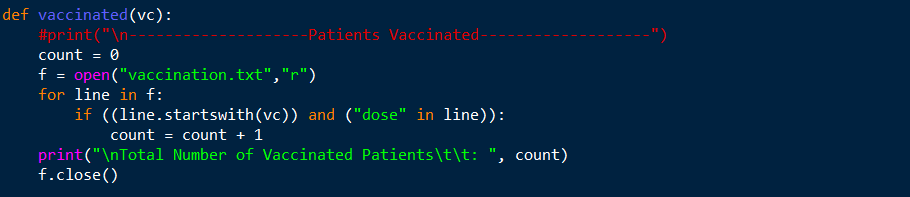 def vaccinated(vc):
    #print("\n--------------------Patients Vaccinated-------------------")
    count = 0
    f = open("vaccination.txt","r")
    for line in f:
        if ((line.startswith(vc)) and ("dose" in line)):
            count = count + 1
    print("\nTotal Number of Vaccinated Patients\t\t: ", count)
    f.close()